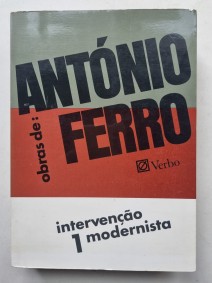 obras de:
ANTÓNIO
FERRO
Verbo
intervenção
1 modernista